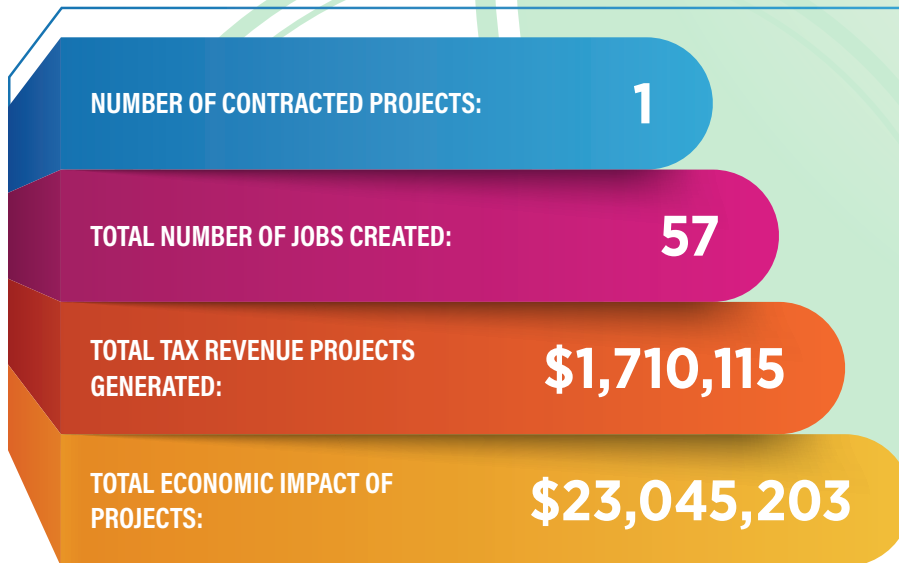 NUMBER OF CONTRACTED PROJECTS: 1
TOTAL NUMBER OF JOBS CREATED: 57
TOTAL TAX REVENUE PROJECTS
GENERATED: $1,710,115
TOTAL ECONOMIC IMPACT OF
PROJECTS: $23,045,203